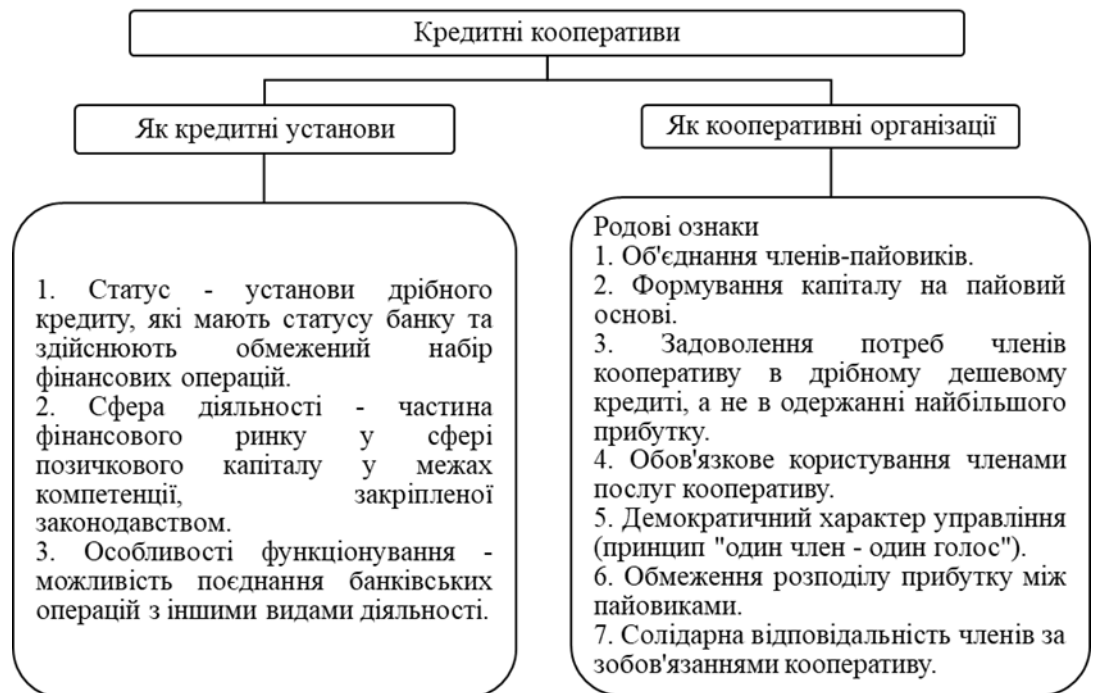 Кредитні кооперативи
Як кредитні установи
Як кооперативні організації
1. Статус - установи дрібного
кредиту, які мають статусу банку та
здійснюють обмежений набір
фінансових операцій.
2. Сфера діяльності - частина
фінансового ринку у сфері
позичкового капіталу у межах
компетенції, закріпленої
законодавством.
3. Особливості функціонування -
можливість поєднання банківських
операцій з іншими видами діяльності.
Родові ознаки
1. Об'єднання членів-пайовиків.
2. Формування капіталу на пайовий
основі.
3. Задоволення потреб членів
кооперативу в дрібному дешевому
кредиті, а не в одержанні найбільшого
прибутку.
4. Обов'язкове користування членами
послуг кооперативу.
5. Демократичний характер управління
(принцип "один член - один голос").
6. Обмеження розподілу прибутку між
пайовиками.
7. Солідарна відповідальність членів за
зобов'язаннями кооперативу.